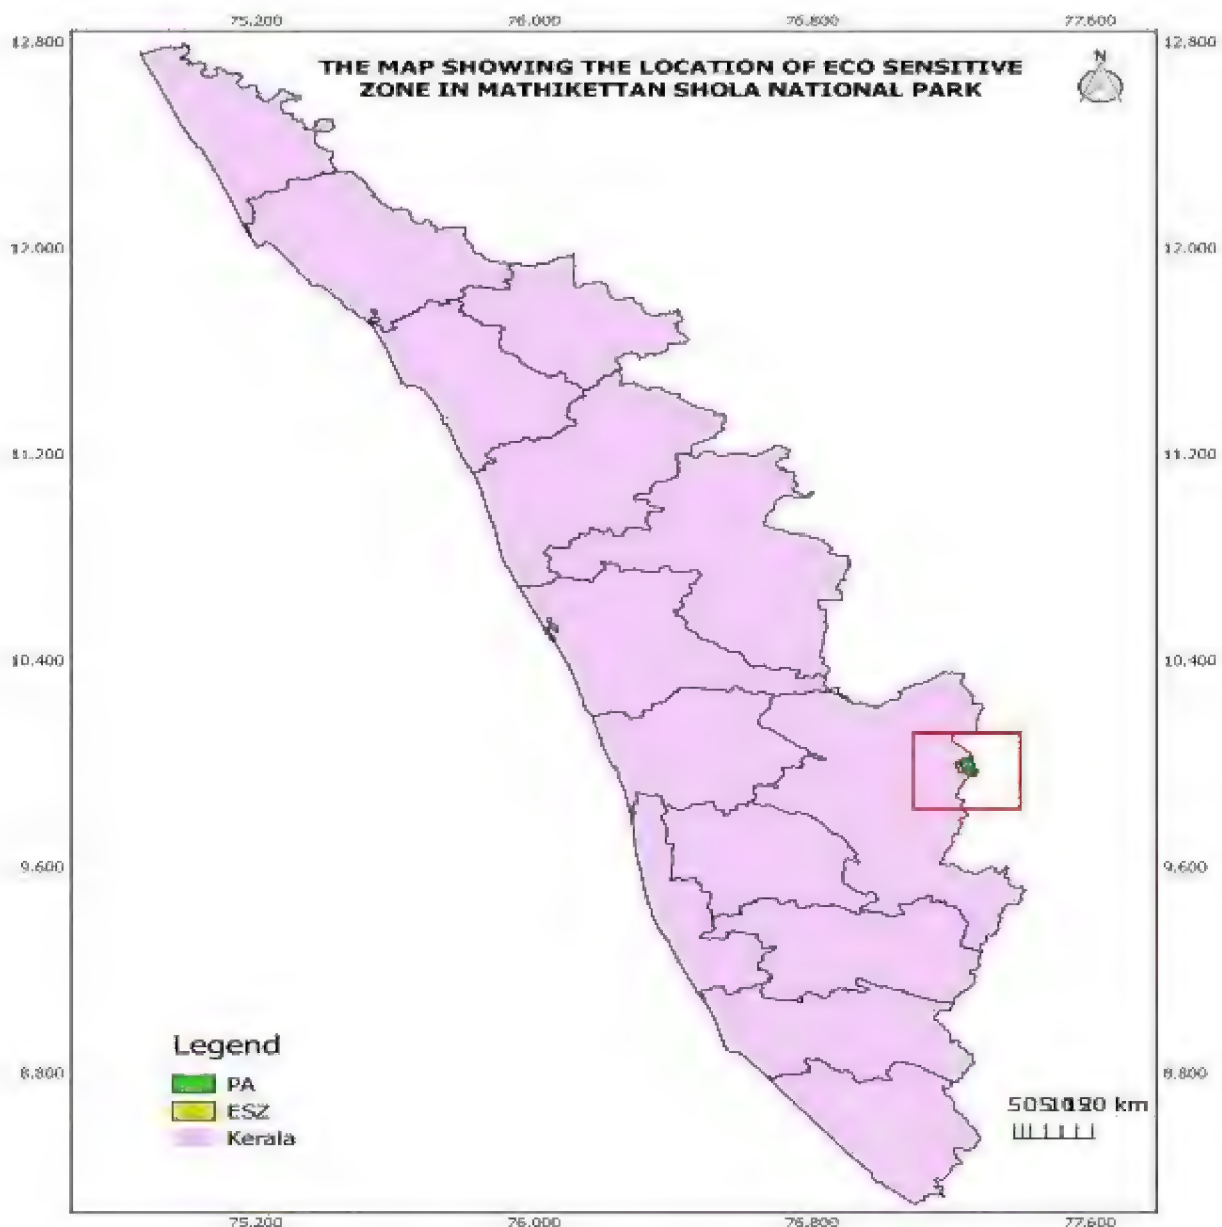 75.200 76.000 76.800 77.600
12.800 12.800
THE MAP SHOWING THE LOCATION OF ECO SENSITIVE
ZONE IN MATHIKETTAN SHOLA NATIONAL PARK
N
12.000 12.000
11.200 11.200
10.400 10.400
9.600 9.600
Legend
8.800 8.800
PA
ESZ
Kerala
km
75.200 76.000 76.800 77.600